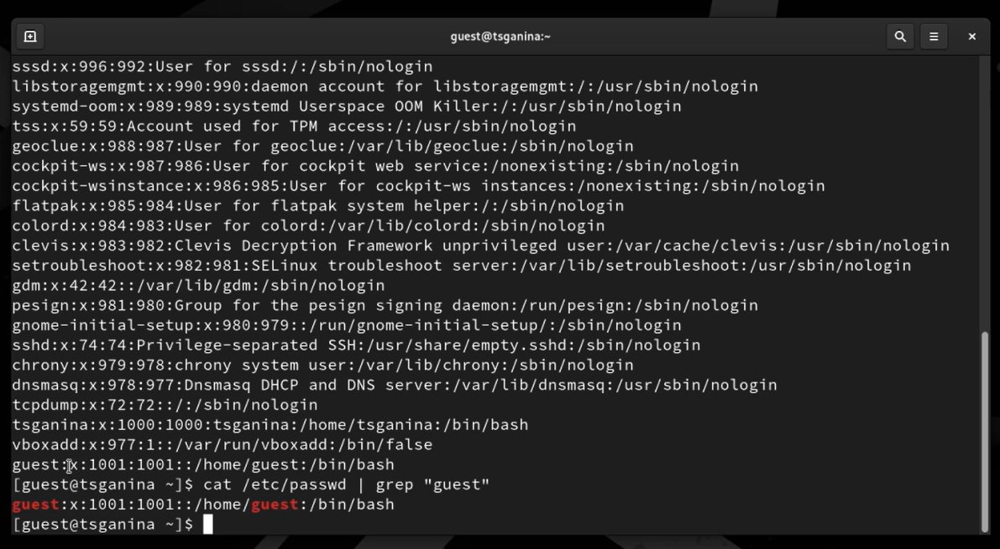 guest@tsganina:~
sssd:x:996:992:User for sssd:/:/sbin/nologin
libstoragemgmt:x:990:990:daemon account for libstoragemgmt:/:/usr/sbin/nologin
systemd-oom:x:989:989:systemd Userspace OOM Killer:/:/usr/sbin/nologin
tss:x:59:59:Account used for TPM access:/:/usr/sbin/nologin
geoclue:x:988:987:User for geoclue:/var/lib/geoclue:/sbin/nologin
cockpit-ws:x:987:986:User for cockpit web service:/nonexisting:/sbin/nologin
cockpit-wsinstance:x:986:985:User for cockpit-ws instances:/nonexisting:/sbin/nologin
flatpak:x:985:984:User for flatpak system helper:/:/sbin/nologin
colord:x:984:983:User for colord:/var/lib/colord:/sbin/nologin
clevis:x:983:982:Clevis Decryption Framework unprivileged user:/var/cache/clevis:/usr/sbin/nologin
setroubleshoot:x:982:981:SELinux troubleshoot server:/var/lib/setroubleshoot:/usr/sbin/nologin
gdm:x:42:42::/var/lib/gdm:/sbin/nologin
pesign:x:981:980:Group for the pesign signing daemon:/run/pesign:/sbin/nologin
gnome-initial-setup:x:980:979::/run/gnome-initial-setup/:/sbin/nologin
sshd:x:74:74:Privilege-separated SSH:/usr/share/empty.sshd:/sbin/nologin
chrony:x:979:978:chrony system user:/var/lib/chrony:/sbin/nologin
dnsmasq:x:978:977:Dnsmasq DHCP and DNS server:/var/lib/dnsmasq:/usr/sbin/nologin
tcpdump:x:72:72::/:/sbin/nologin
tsganina:x:1000:1000:tsganina:/home/tsganina:/bin/bash
vboxadd:x:977:1::/var/run/vboxadd:/bin/false
guest:x:1001:1001::/home/guest:/bin/bash
[guest@tsganina ~]$ cat /etc/passwd | grep "guest"
guest:x:1001:1001::/home/guest:/bin/bash
[guest@tsganina ~]$